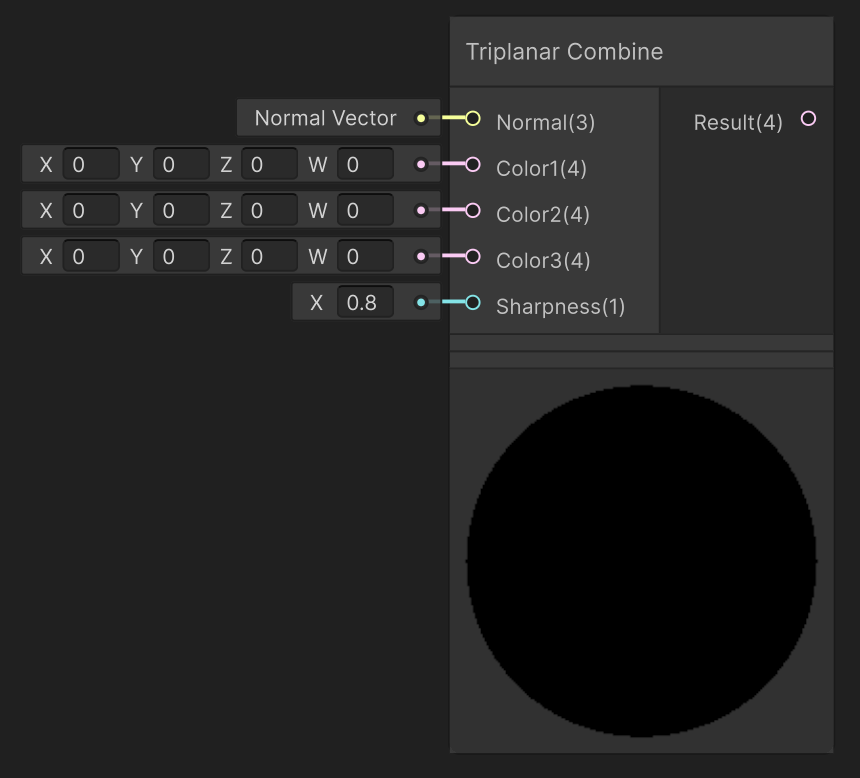 Triplanar Combine
Normal Vector Normal(3) Result(4)
X 0 Y 0 Z 0 W 0 Color1(4)
X 0 Y 0 Z 0 W 0 Color2(4)
X 0 Y 0 Z 0 W 0 Color3(4)
X 0.8 Sharpness(1)